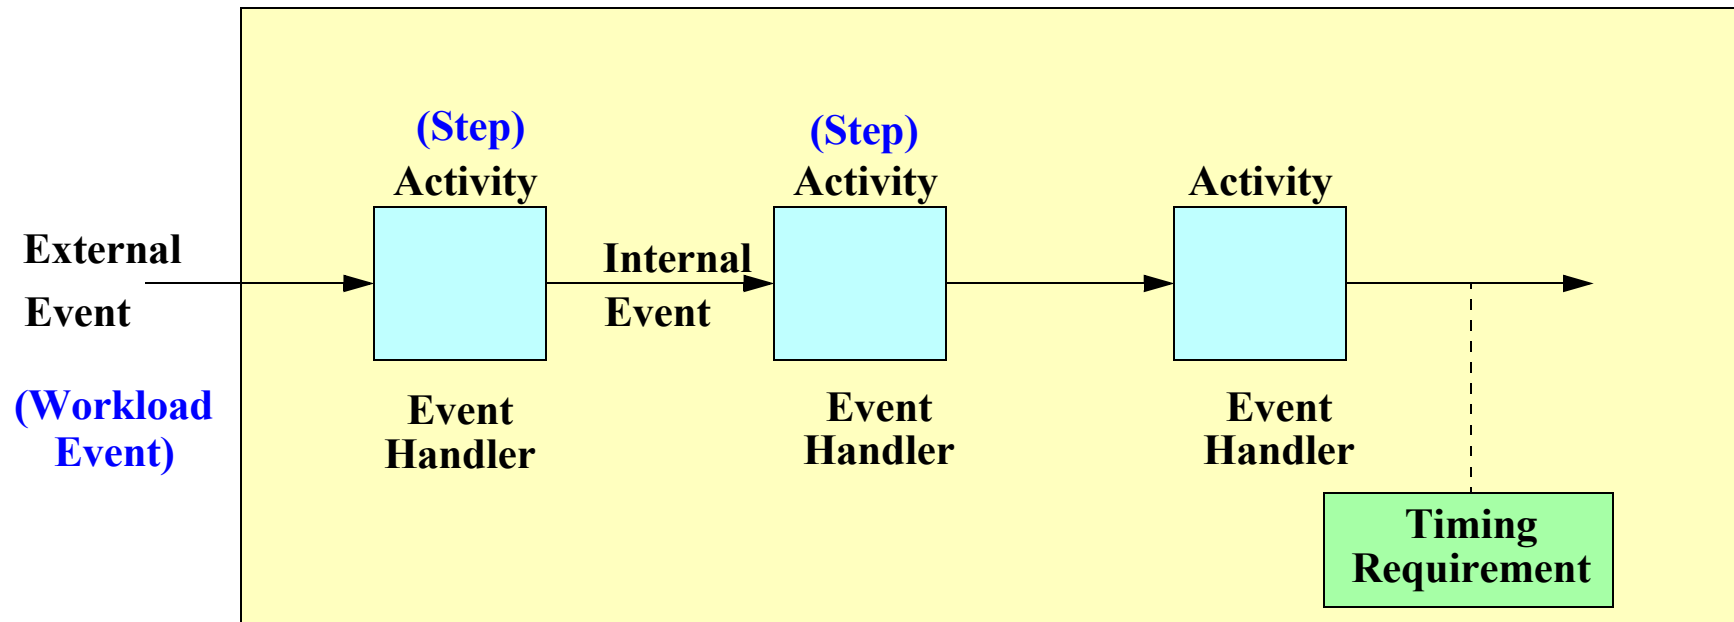 (Step)
Activity
(Step)
Activity
Activity
External
Event
Internal
Event
(Workload
Event)
Event
Handler
Event
Handler
Event
Handler
Timing
Requirement